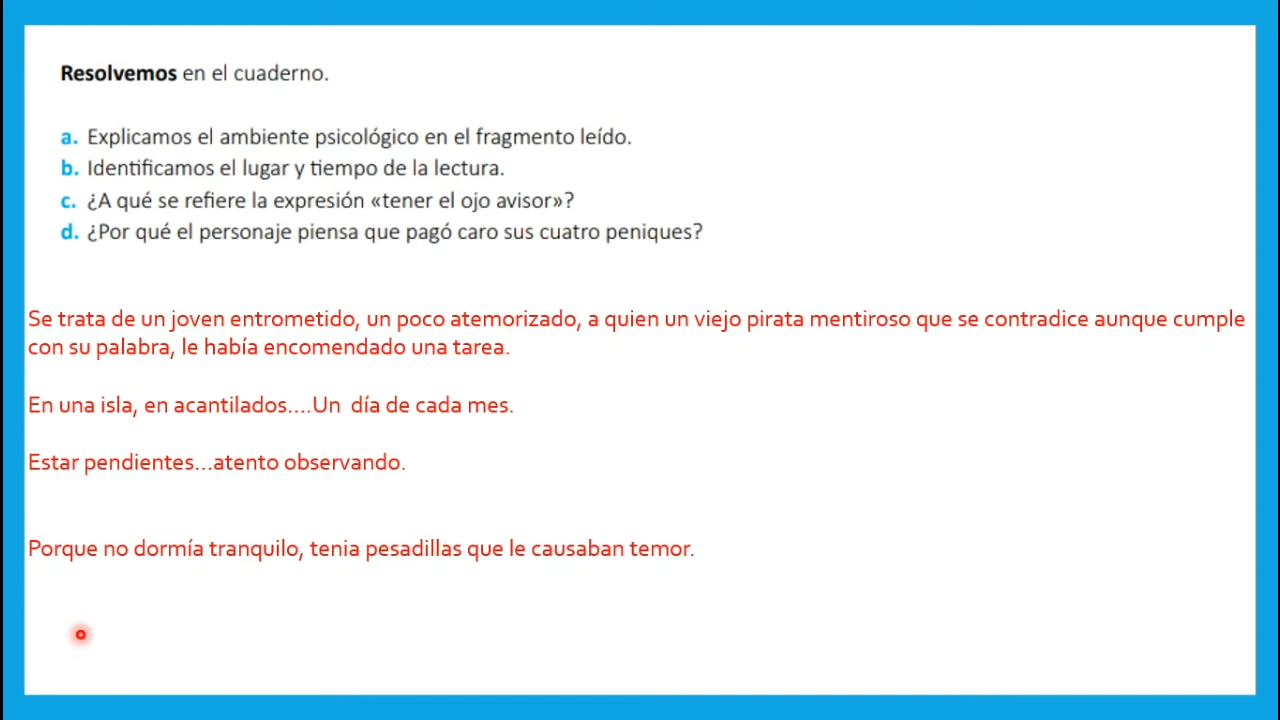 Resolvemos en el cuaderno.
a. Explicamos el ambiente psicológico en el fragmento leído.
b. Identificamos el lugar y tiempo de la lectura.
c. ¿A qué se refiere la expresión «tener el ojo avisor»?
d. ¿Por qué el personaje piensa que pagó caro sus cuatro peniques?
Se trata de un joven entrometido, un poco atemorizado, a quien un viejo pirata mentiroso que se contradice aunque cumple
con su palabra, le había encomendado una tarea.
En una isla, en acantilados....Un día de cada mes.
Estar pendientes...atento observando.
Porque no dormía tranquilo, tenia pesadillas que le causaban temor.